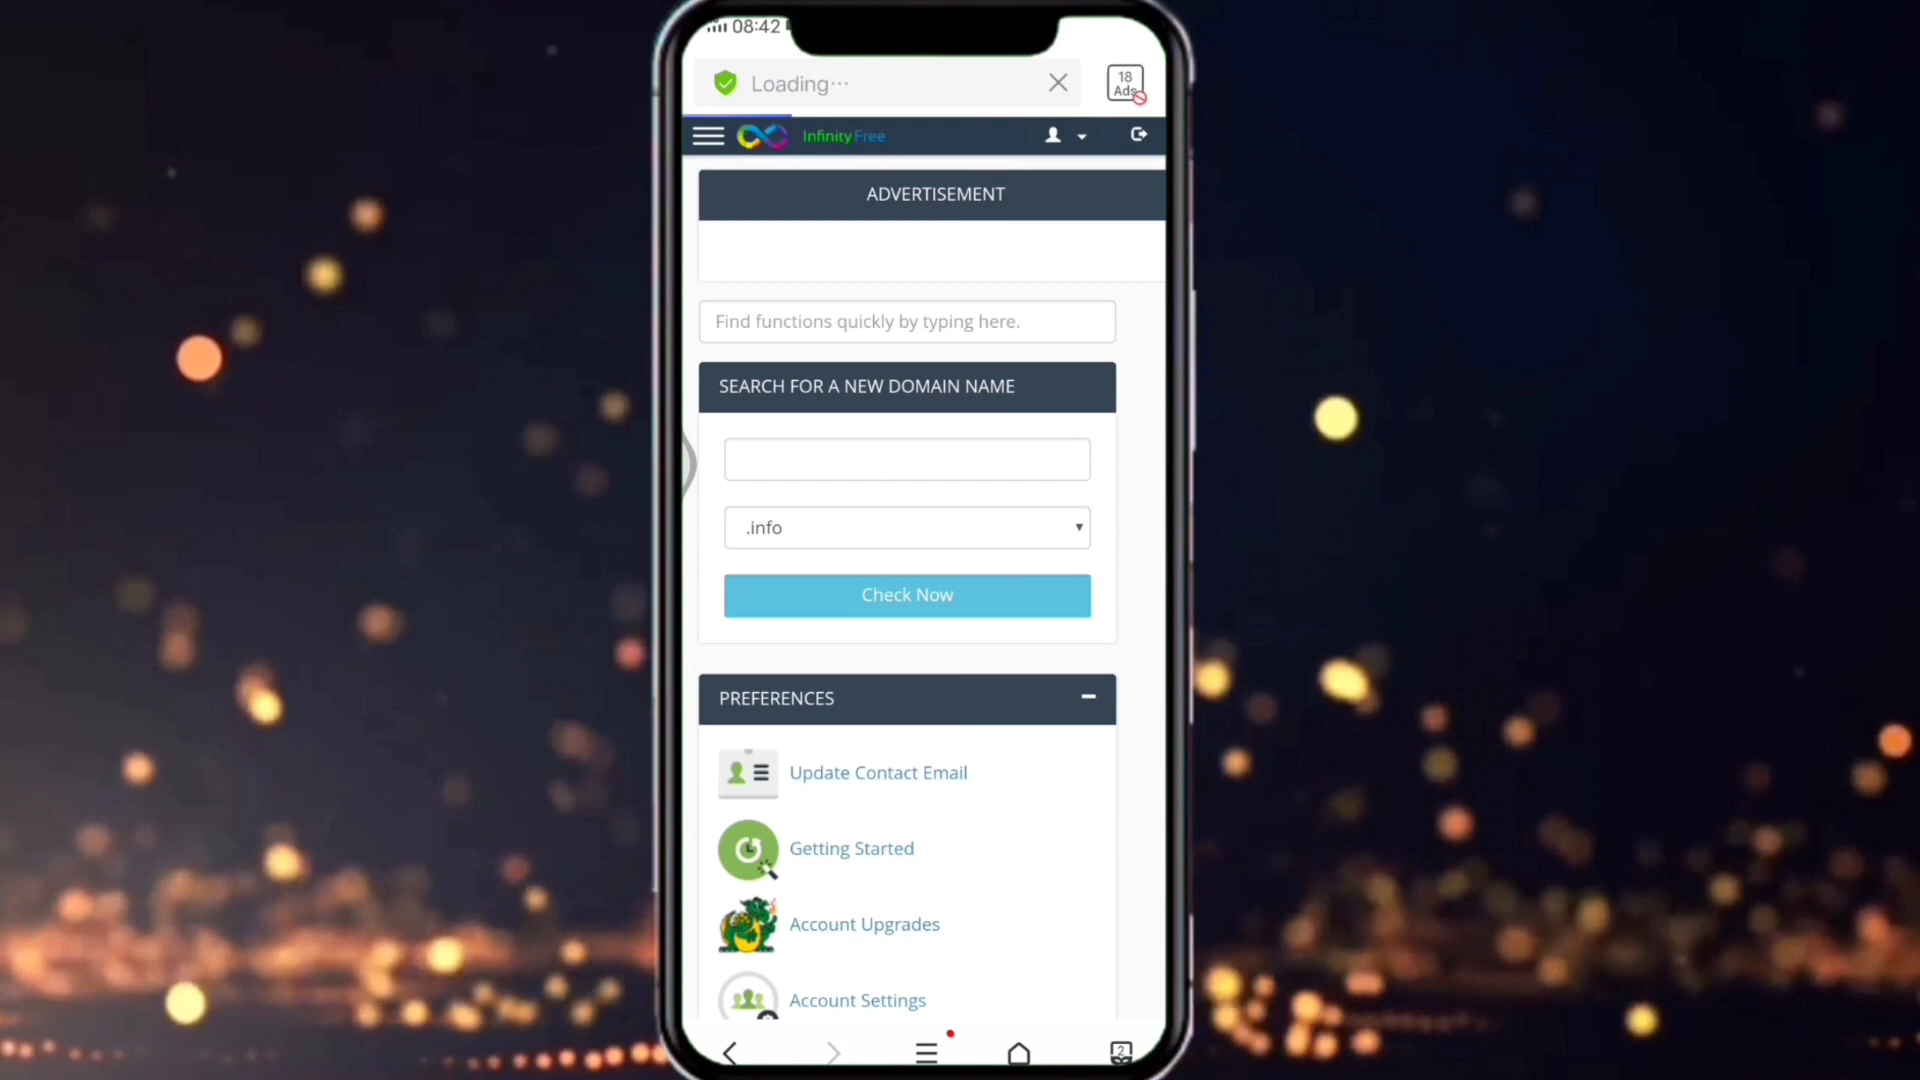 08:42
Loading···
18
Ads
Infinity Free
ADVERTISEMENT
Find functions quickly by typing here.
SEARCH FOR A NEW DOMAIN NAME
.info
Check Now
PREFERENCES
Update Contact Email
Getting Started
Account Upgrades
Account Settings
2